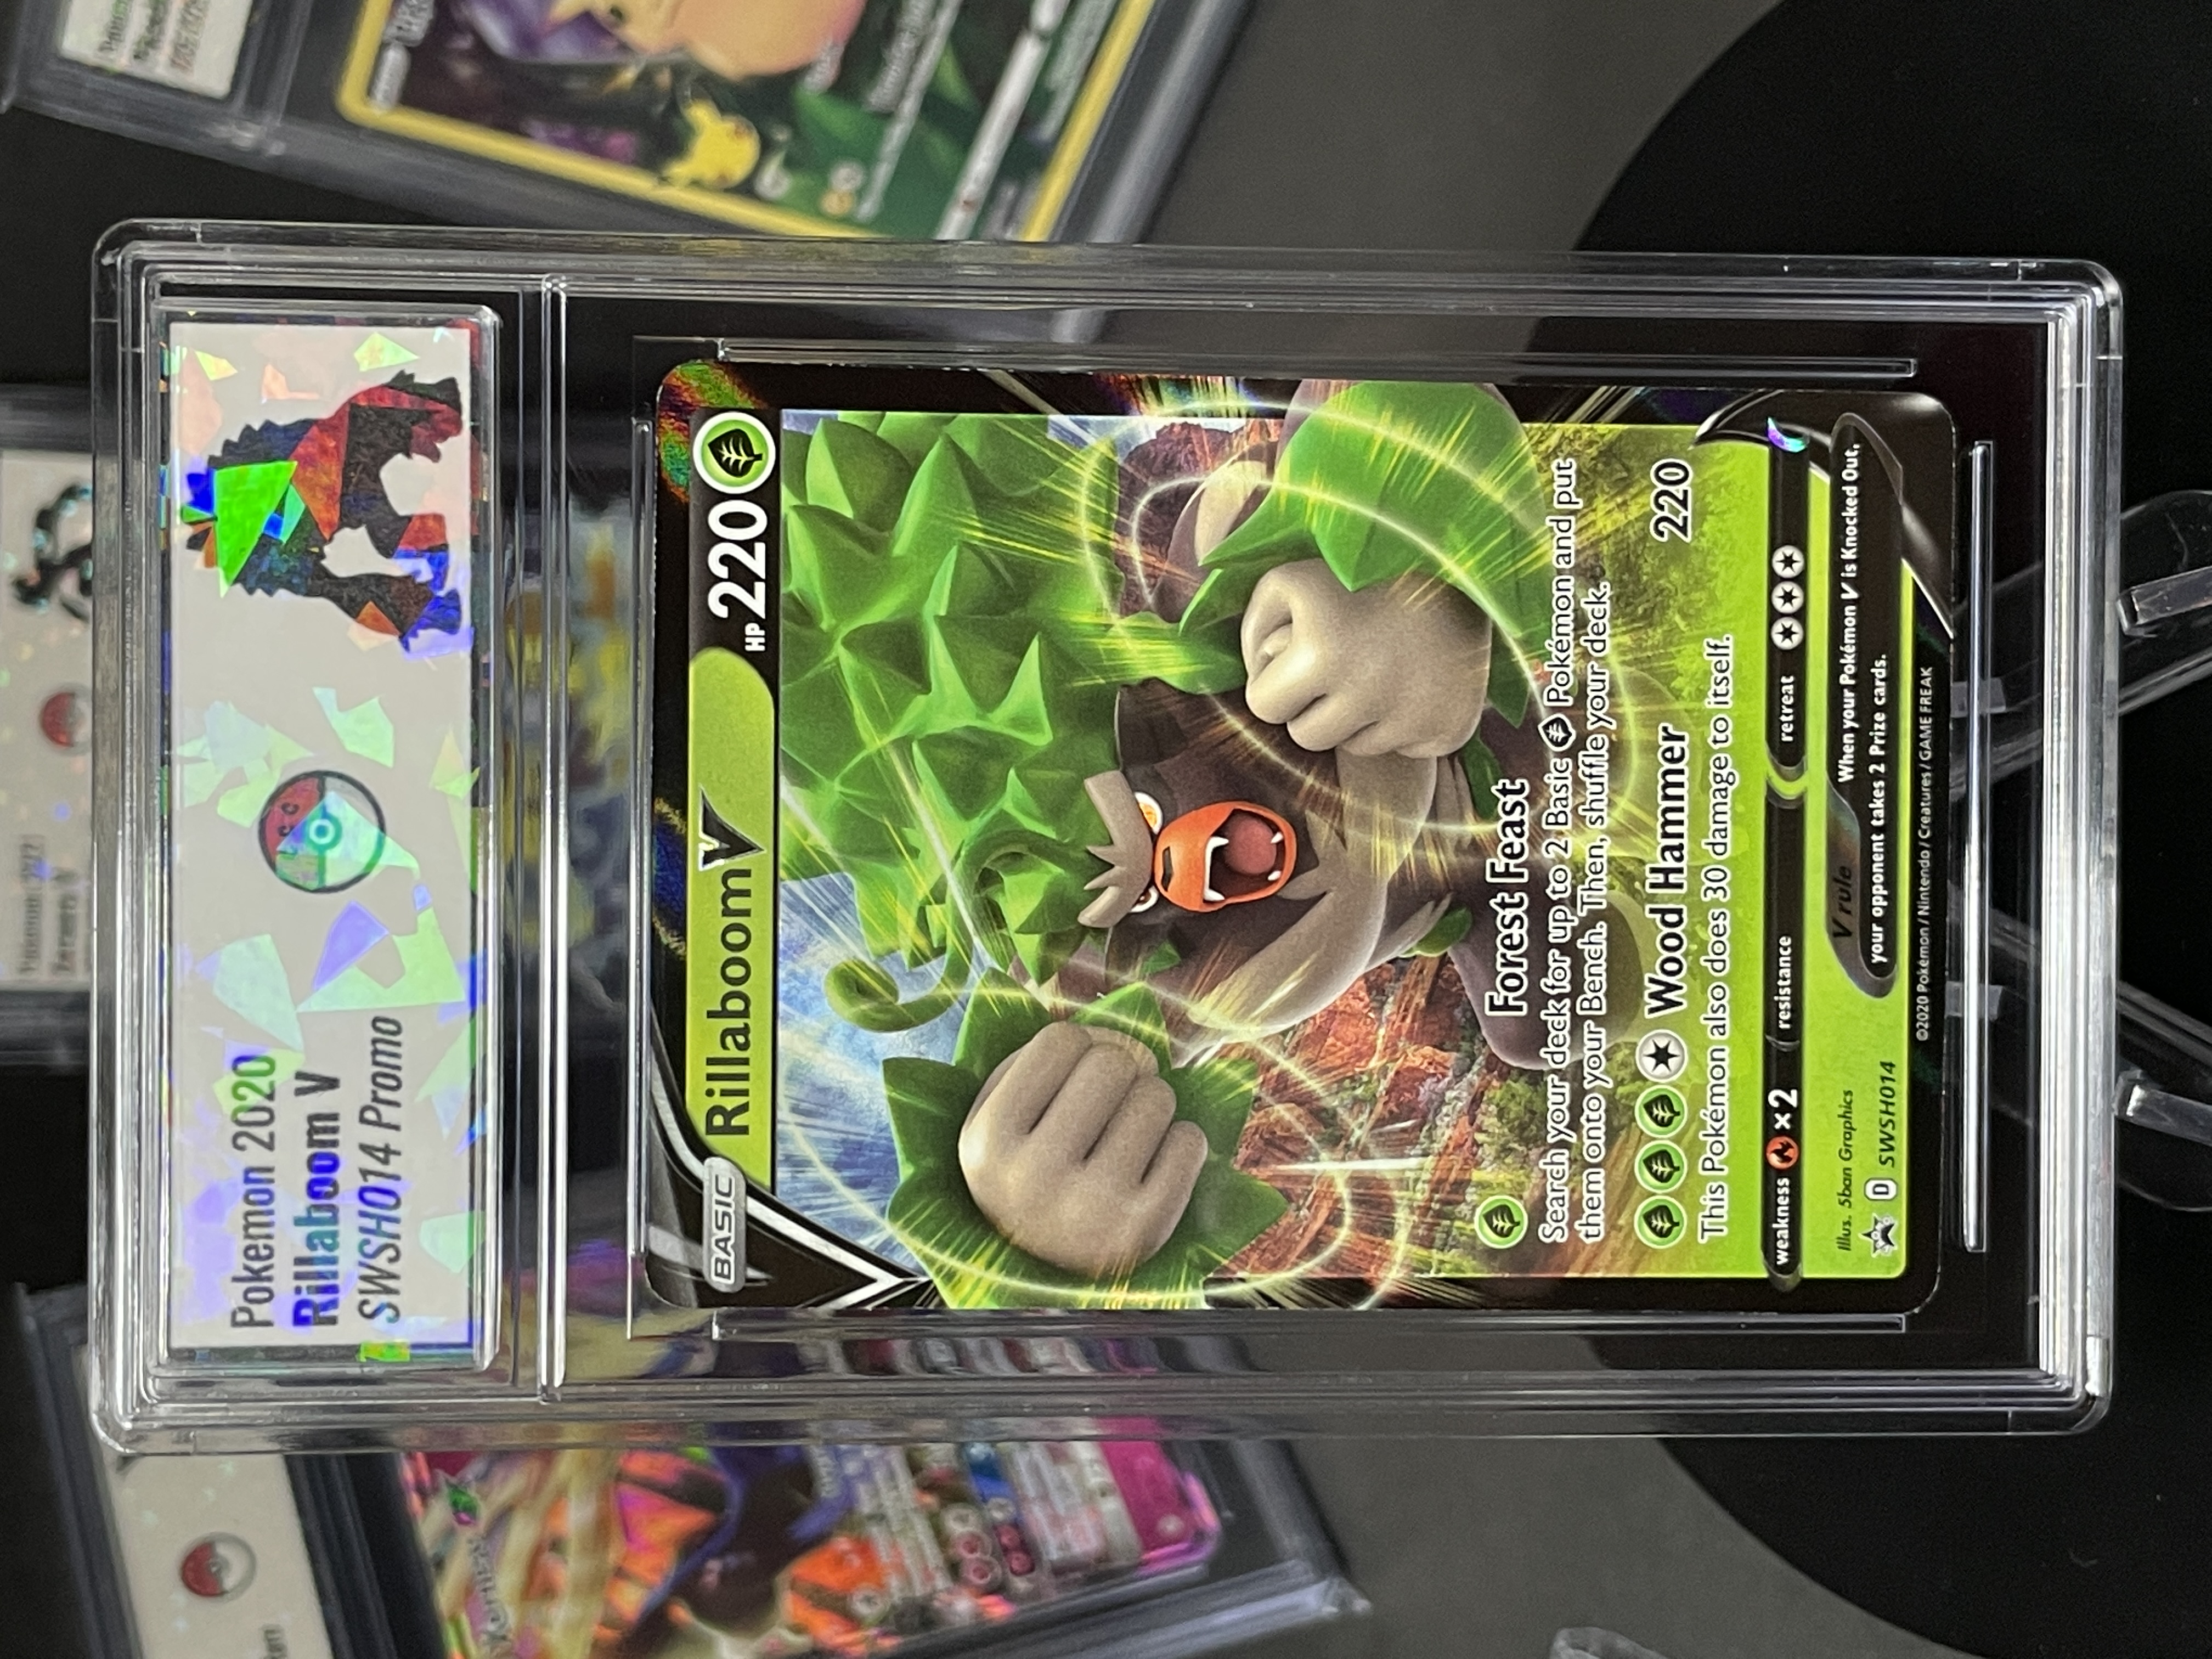 Pokemon 2020
Rillaboom V
SWSH014 Promo
L C C
BASIC
Rillaboom V
HP 220
Forest Feast
Search your deck for up to 2 Basic Pokémon and put
them onto your Bench. Then, shuffle your deck.
Wood Hammer 220
This Pokémon also does 30 damage to itself.
weakness ×2 resistance retreat
Illus. 5ban Graphics
V rule When your Pokémon V is Knocked Out,
your opponent takes 2 Prize cards.
D SWSH014
©2020 Pokémon / Nintendo / Creatures / GAME FREAK